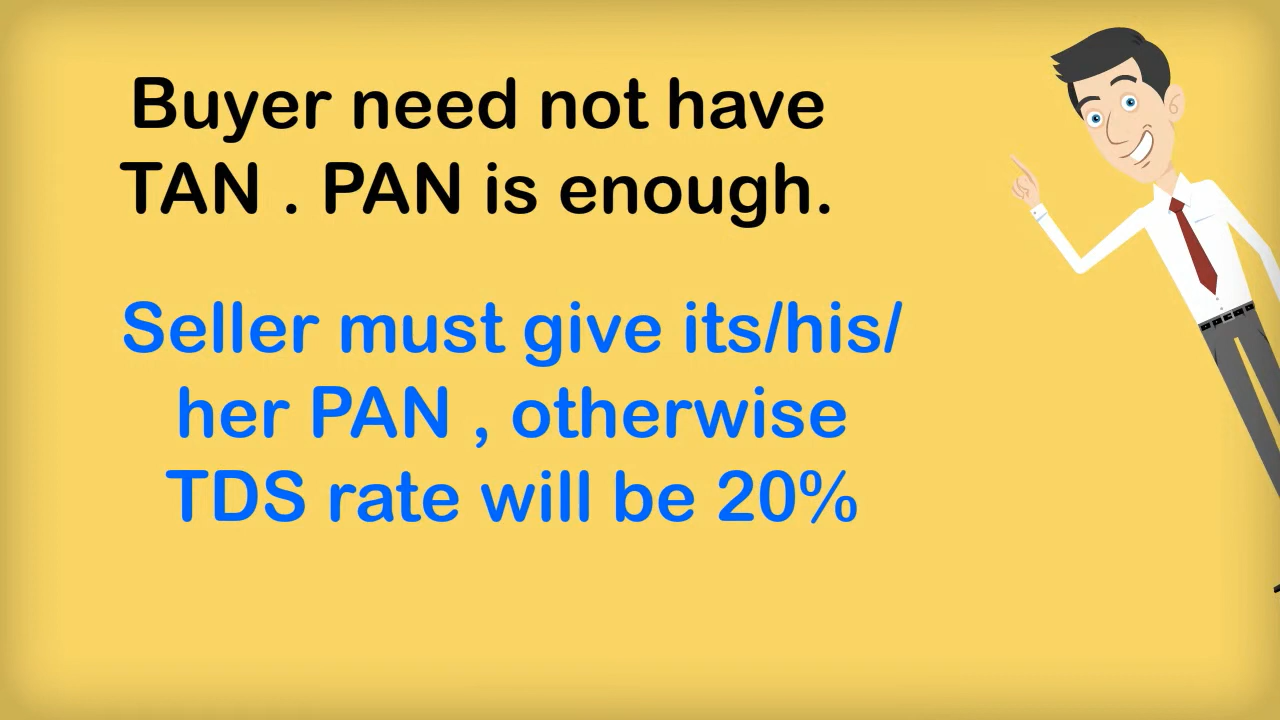 Buyer need not have
TAN . PAN is enough.
Seller must give its/his/
her PAN , otherwise
TDS rate will be 20%